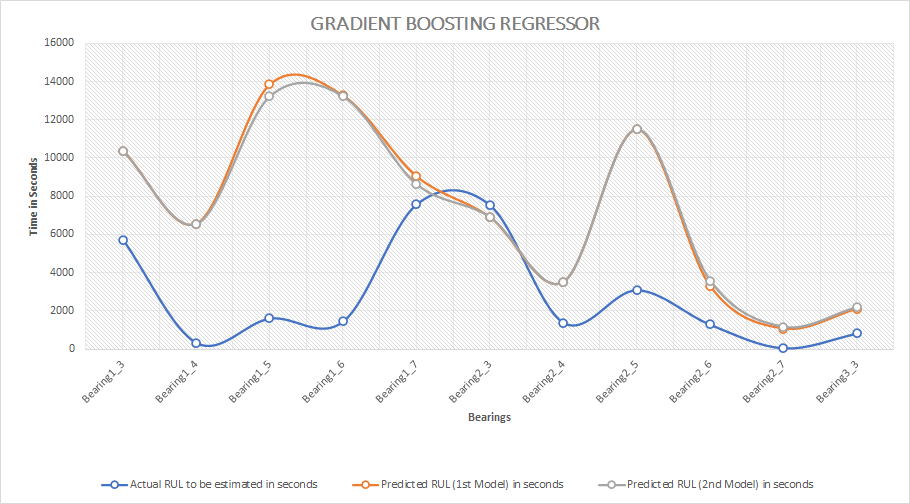 GRADIENT BOOSTING REGRESSOR
16000
14000
12000
10000
8000
6000
4000
2000
0
Time in Seconds
Bearing1_3
Bearing1_4
Bearing1_5
Bearing1_6
Bearing1_7
Bearing2_3
Bearing2_4
Bearing2_5
Bearing2_6
Bearing2_7
Bearing3_3
Bearings
Actual RUL to be estimated in seconds
Predicted RUL (1st Model) in seconds
Predicted RUL (2nd Model) in seconds